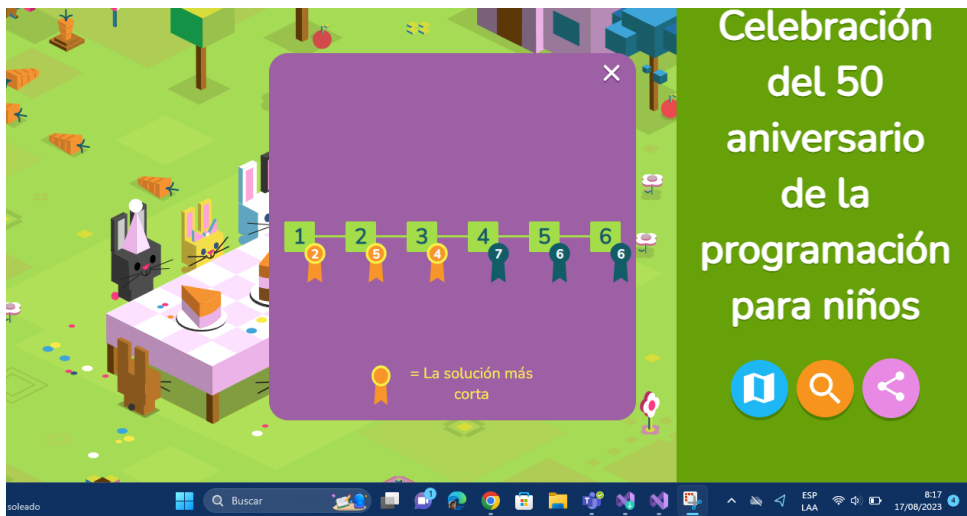 Celebración
del 50
aniversario
de la
programación
para niños
1 2 3 4 5 6
2 5 4 7 6 6
= La solución más
corta
soleado
Buscar
1
ESP
LAA
8:17
17/08/2023
4